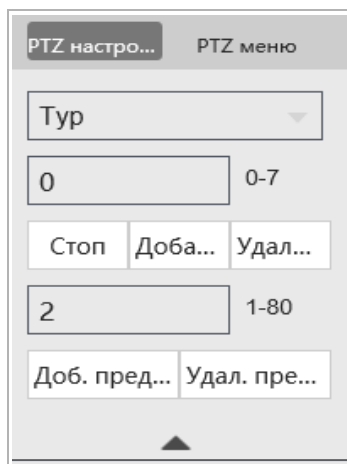 PTZ настро... PTZ меню
Тур
0 0-7
Стоп Доба... Удал...
2 1-80
Доб. пред... Удал. пре...